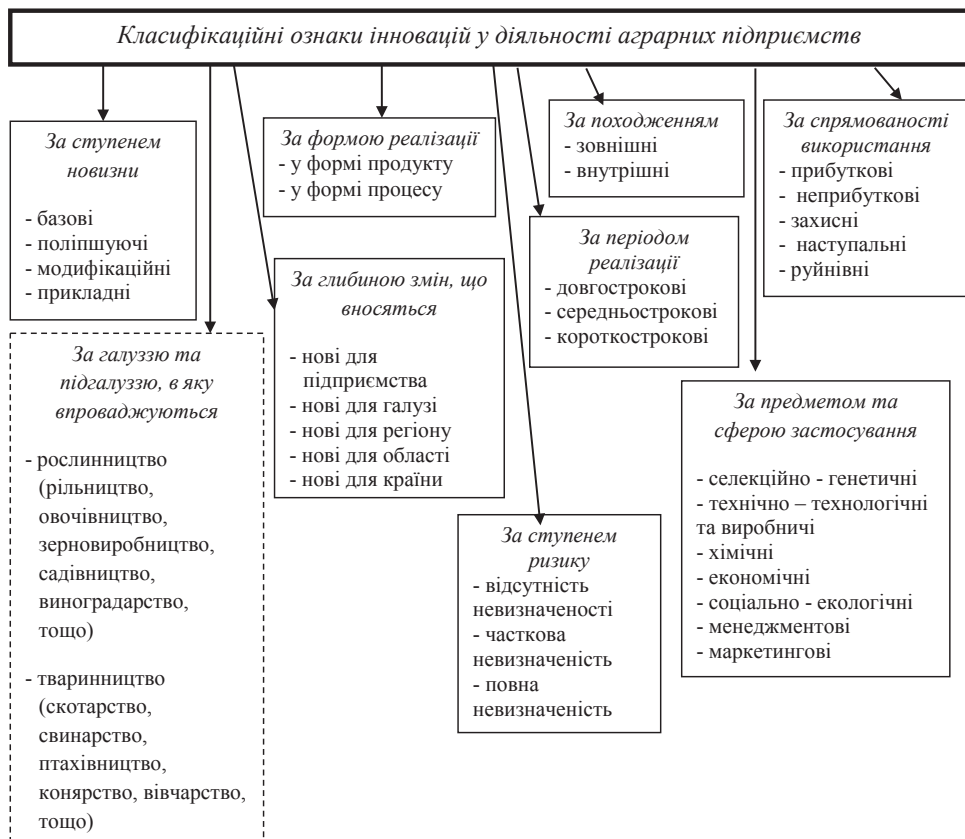 Класифікаційні ознаки інновацій у діяльності аграрних підприємств
За ступенем
новизни
- базові
- поліпшуючі
- модифікаційні
- прикладні
За формою реалізації
- у формі продукту
- у формі процесу
За походженням
- зовнішні
- внутрішні
За спрямованості
використання
- прибуткові
- неприбуткові
- захисні
- наступальні
- руйнівні
За періодом
реалізації
- довгострокові
- середньострокові
- короткострокові
За глибиною змін, що
вносяться
- нові для
підприємства
- нові для галузі
- нові для регіону
- нові для області
- нові для країни
За галуззю та
підгалуззю, в яку
впроваджуються
- рослинництво
(рільництво,
овочівництво,
зерновиробництво,
садівництво,
виноградарство,
тощо)
- тваринництво
(скотарство,
свинарство,
птахівництво,
конярство, вівчарство,
тощо)
За ступенем
ризику
- відсутність
невизначеності
- часткова
невизначеність
- повна
невизначеність
За предметом та
сферою застосування
- селекційно - генетичні
- технічно – технологічні
та виробничі
- хімічні
- економічні
- соціально - екологічні
- менеджментові
- маркетингові